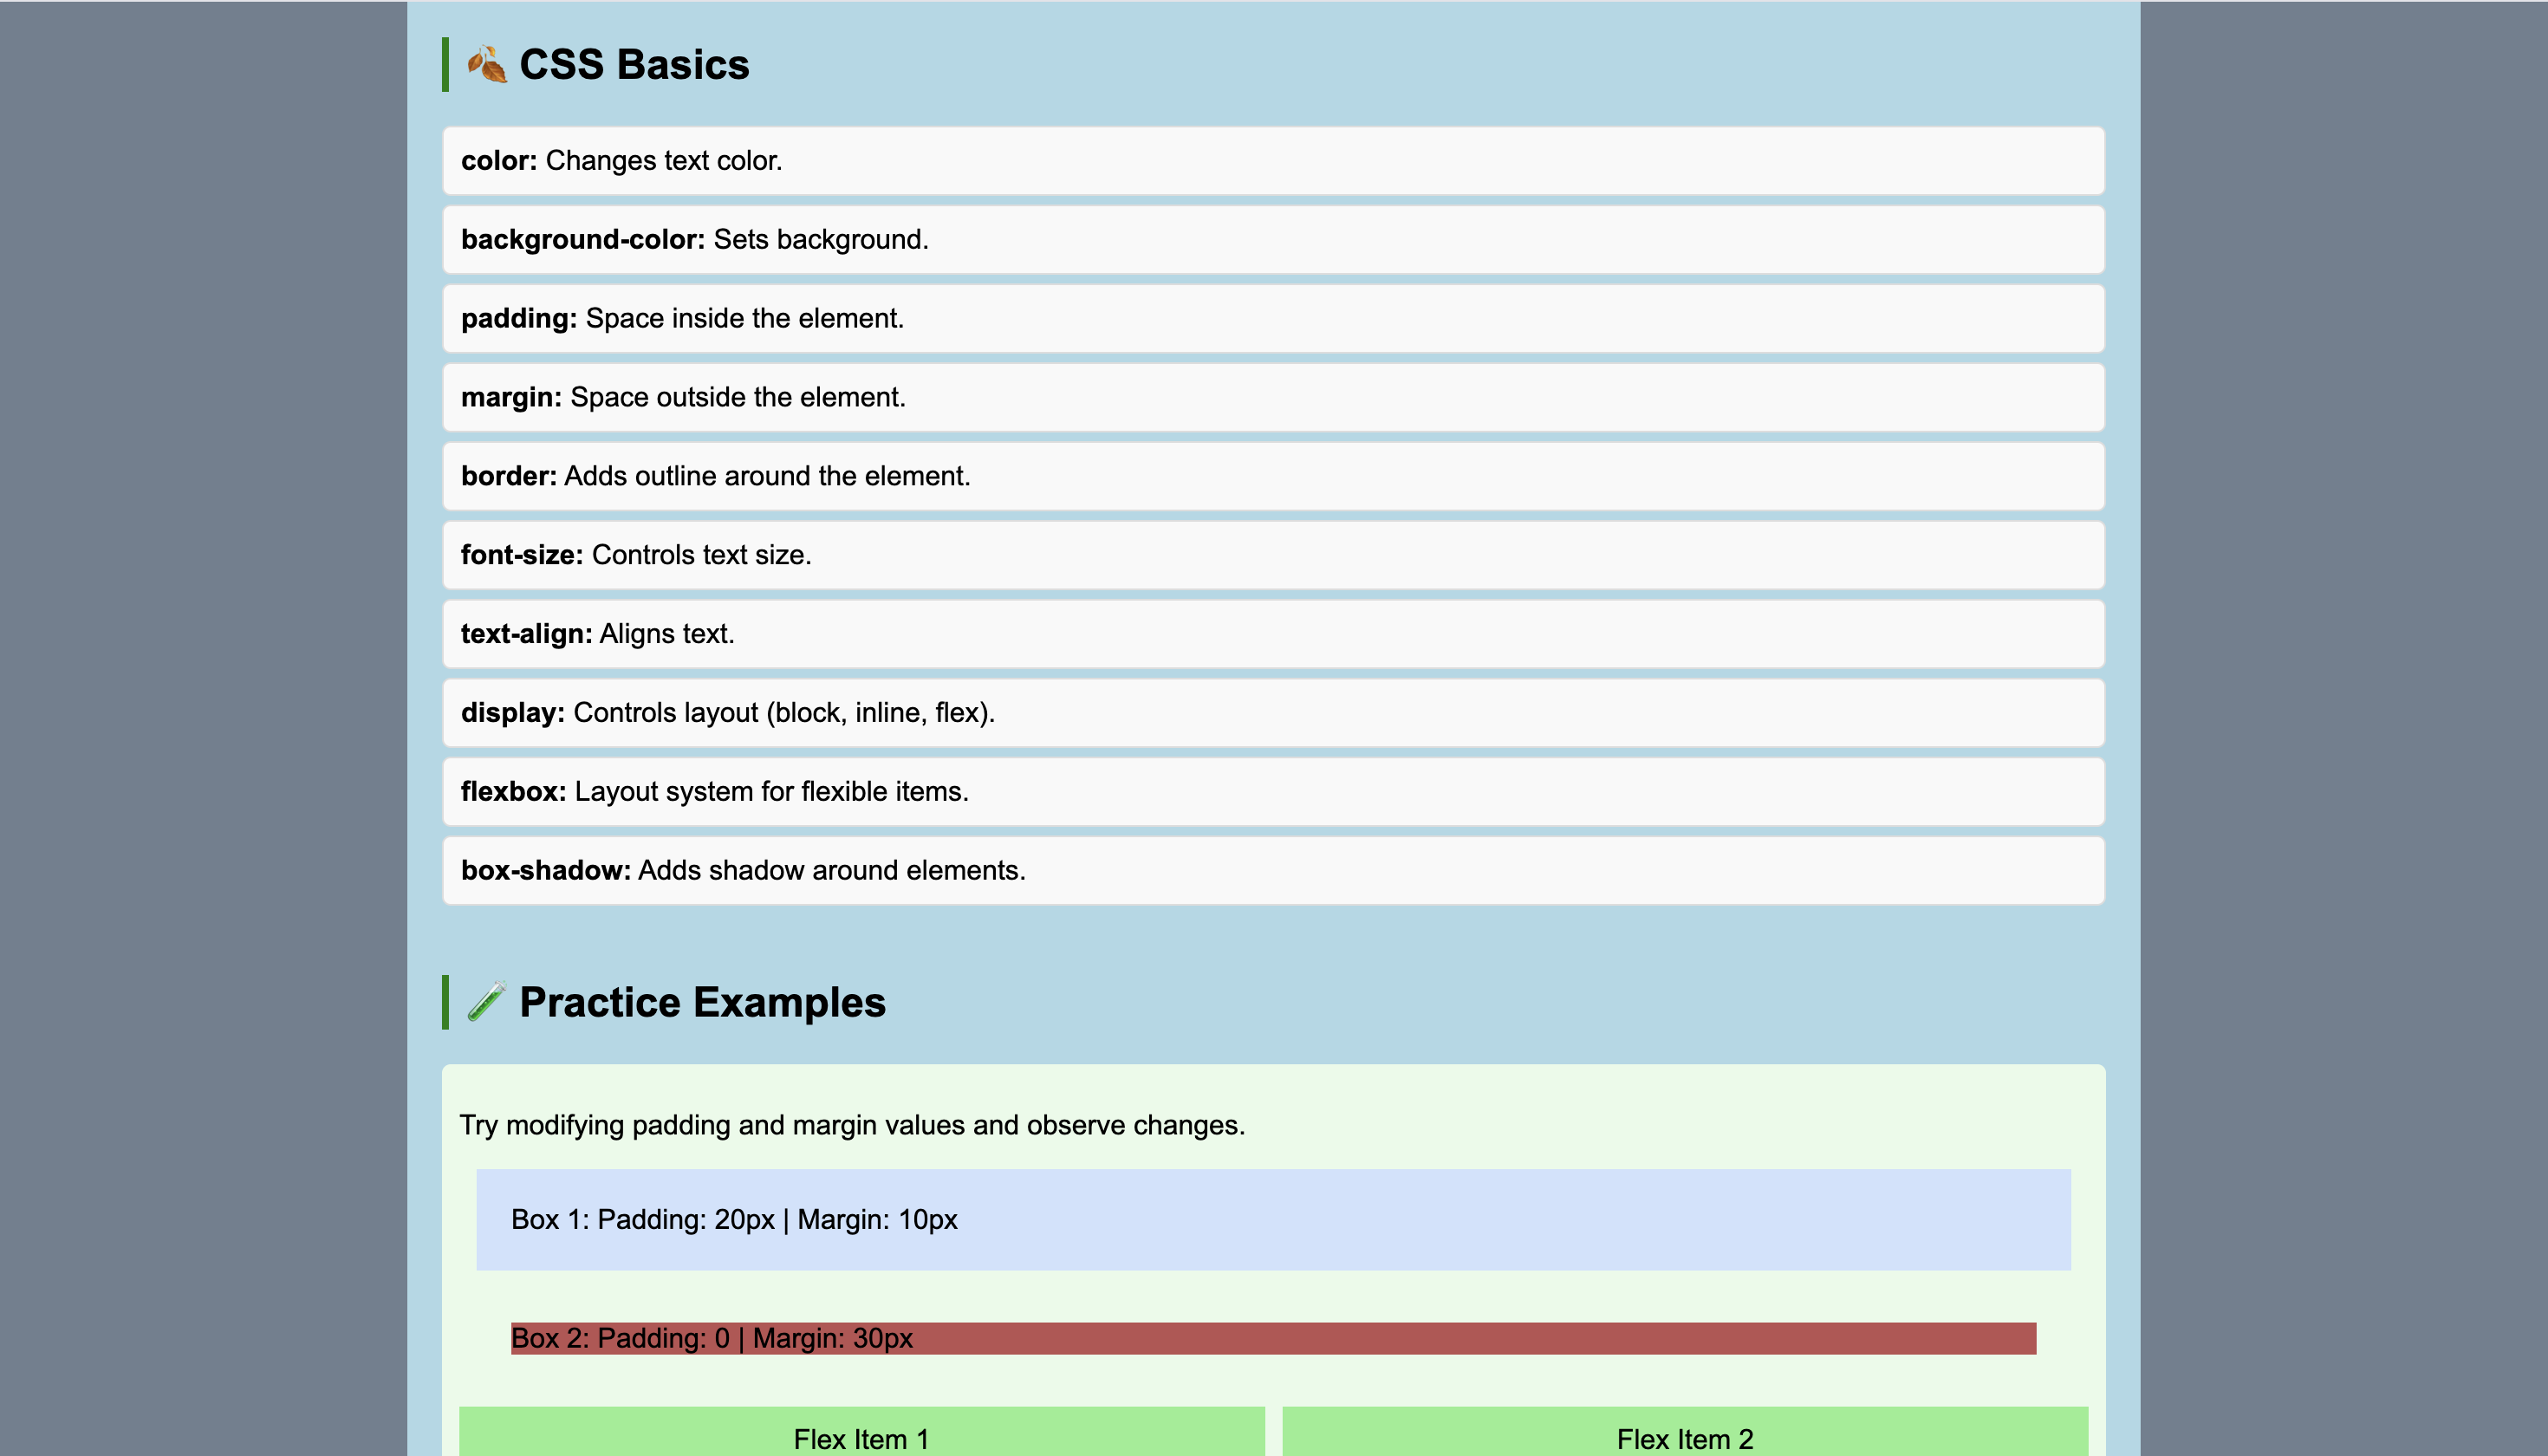 CSS Basics
color: Changes text color.
background-color: Sets background.
padding: Space inside the element.
margin: Space outside the element.
border: Adds outline around the element.
font-size: Controls text size.
text-align: Aligns text.
display: Controls layout (block, inline, flex).
flexbox: Layout system for flexible items.
box-shadow: Adds shadow around elements.
Practice Examples
Try modifying padding and margin values and observe changes.
Box 1: Padding: 20px | Margin: 10px
Box 2: Padding: 0 | Margin: 30px
Flex Item 1
Flex Item 2